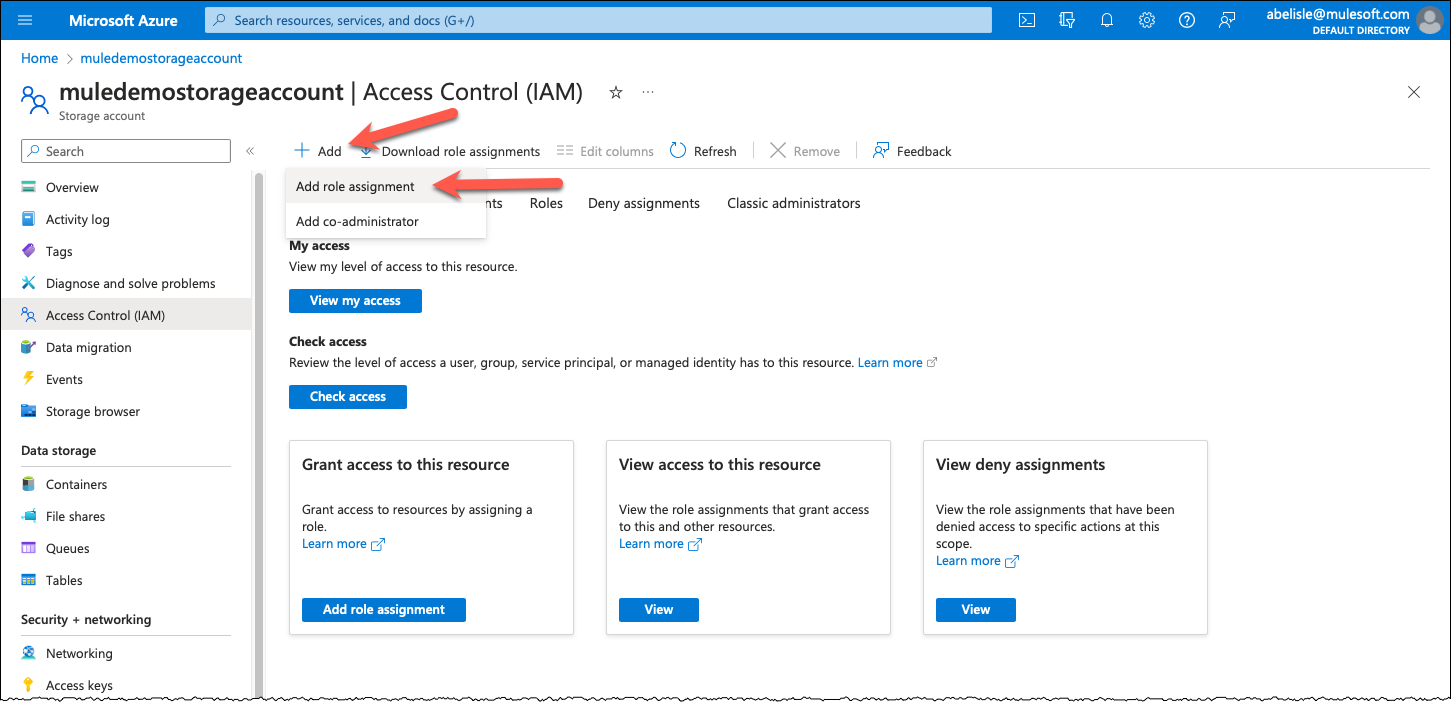 Microsoft Azure
Search resources, services, and docs (G+/)
abelisle@mulesoft.com
DEFAULT DIRECTORY
Home > muledemostorageaccount
muledemostorageaccount | Access Control (IAM)
Storage account
Search
Overview
Activity log
Tags
Diagnose and solve problems
Access Control (IAM)
Data migration
Events
Storage browser
Data storage
Containers
File shares
Queues
Tables
Security + networking
Networking
Access keys
Add
Download role assignments
Edit columns
Refresh
Remove
Feedback
Add role assignment
Add co-administrator
nts
Roles
Deny assignments
Classic administrators
My access
View my level of access to this resource.
View my access
Check access
Review the level of access a user, group, service principal, or managed identity has to this resource. Learn more
Check access
Grant access to this resource
Grant access to resources by assigning a
role.
Learn more
Add role assignment
View access to this resource
View the role assignments that grant access
to this and other resources.
Learn more
View
View deny assignments
View the role assignments that have been
denied access to specific actions at this
scope.
Learn more
View